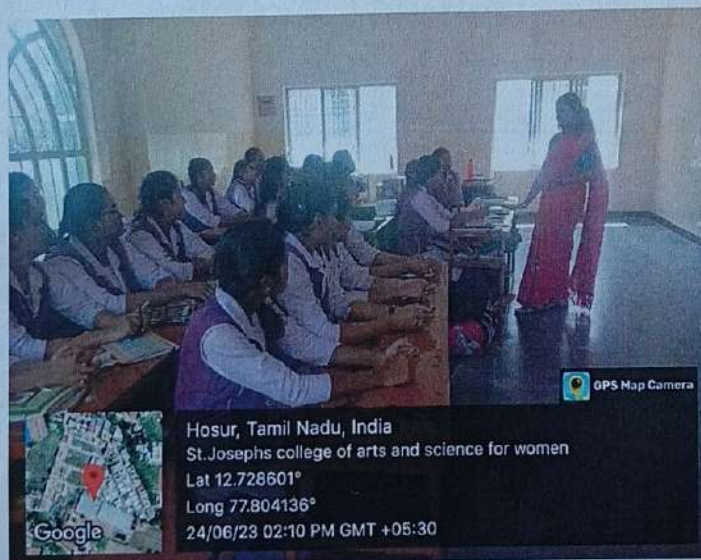 GPS Map Camera
Hosur, Tamil Nadu, India
St.Josephs college of arts and science for women
Lat 12.728601°
Long 77.804136°
24/06/23 02:10 PM GMT +05:30
Google